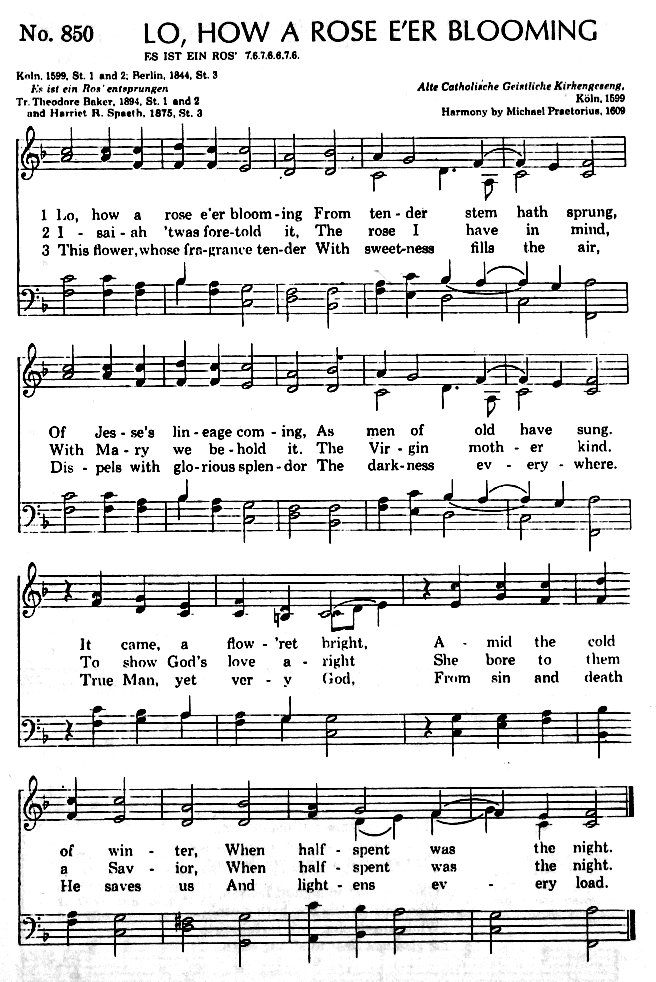 No. 850 LO, HOW A ROSE E'ER BLOOMING
ES IST EIN ROS' 7.6.7.6.6.7.6.
Koln, 1599, St. 1 and 2; Berlin, 1844, St. 3
Es ist ein Ros' entsprungen
Tr. Theodore Baker, 1894, St. 1 and 2
and Harriet R. Spaeth, 1875, St. 3
Alte Catholische Geistliche Kirhengeseng,
Köln, 1599
Harmony by Michael Praetorius, 1609
1 Lo, how a rose e'er bloom-ing From ten-der stem hath sprung,
2 I - sai-ah 'twas fore-told it, The rose I have in mind,
3 This flower, whose fra-grance ten-der With sweet-ness fills the air,
Of Jes-se's lin-eage com-ing, As men of old have sung.
With Ma-ry we be-hold it. The Vir-gin moth-er kind.
Dis-pels with glo-rious splen-dor The dark-ness ev-ery-where.
It came, a flow-'ret bright, A-mid the cold
To show God's love a-right She bore to them
True Man, yet ver-y God, From sin and death
of win-ter, When half-spent was the night.
a Sav-ior, When half-spent was the night.
He saves us And light-ens ev-ery load.